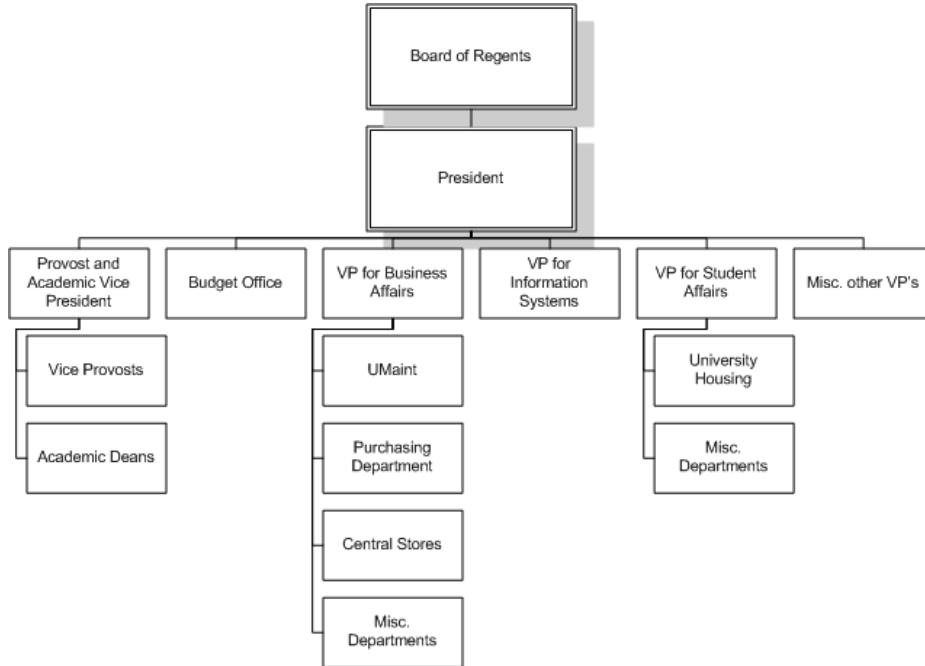 Board of Regents
President
Provost and
Academic Vice
President
Budget Office
VP for Business
Affairs
VP for
Information
Systems
VP for Student
Affairs
Misc. other VP's
Vice Provosts
UMaint
University
Housing
Academic Deans
Purchasing
Department
Misc.
Departments
Central Stores
Misc.
Departments